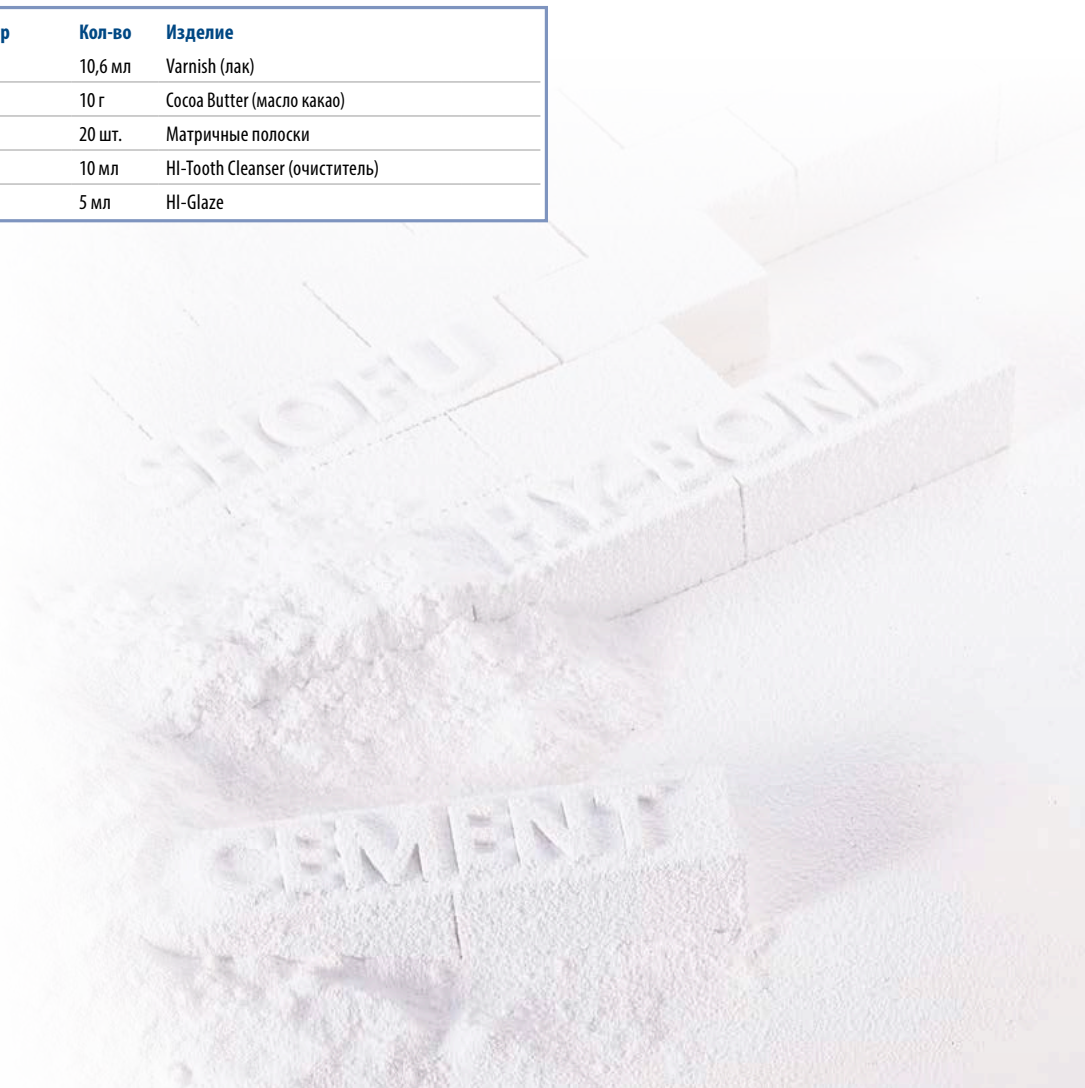 р Кол-во Изделие
10,6 мл Varnish (лак)
10 г Cocoa Butter (масло какао)
20 шт. Матричные полоски
10 мл HI-Tooth Cleanser (очиститель)
5 мл HI-Glaze
SHOFU
HY-BOND
CEMENT